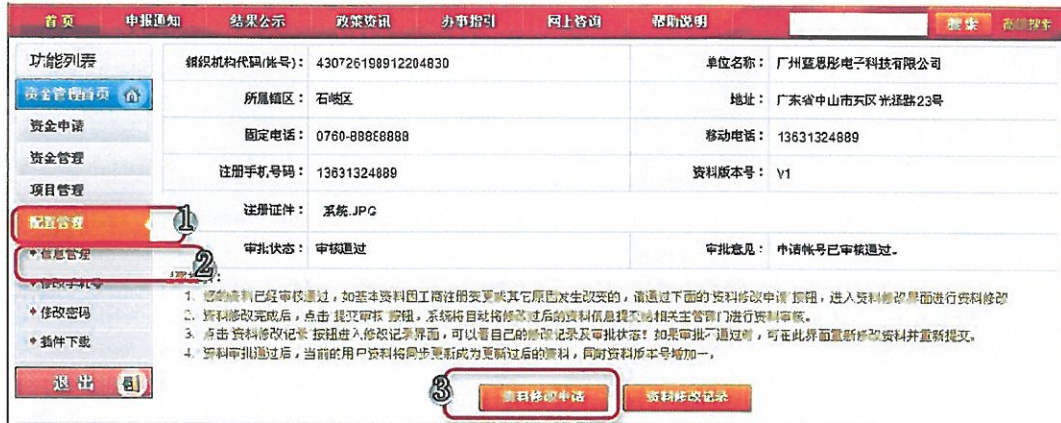 首页 申报通知 结果公示 政策资讯 办事指引 网上咨询 帮助说明 搜索 高级搜索
功能列表
资金管理首页
资金申请
资金管理
项目管理
配置管理
信息管理
修改手机号
修改密码
插件下载
退出
组织机构代码(账号): 430726198912204830 单位名称: 广州蓝恩彤电子科技有限公司
所属镇区: 石岐区 地址: 广东省中山市东区光逐路23号
固定电话: 0760-88888888 移动电话: 13631324889
注册手机号码: 13631324889 资料版本号: V1
注册证件: 系统.JPG
审批状态: 审核通过 审批意见: 申请帐号已审核通过。
1
2
1. 您的资料已经审核通过,如基本资料因工商注册变更或其它原因发生改变的,请通过下面的"资料修改申请"按钮,进入资料修改界面进行资料修改
2. 资料修改完成后,点击"提交审核"按钮,系统将自动将修改过后的资料信息提交给相关主管部门进行资料审核。
3. 点击"资料修改记录"按钮进入修改记录界面,可以看自己的修改记录及审批状态!如果审批不通过时,可在此界面重新修改资料并重新提交。
4. 资料审批通过后,当前的用户资料将同步更新成为更新过后的资料,同时资料版本号增加一,
3 资料修改申请 资料修改记录